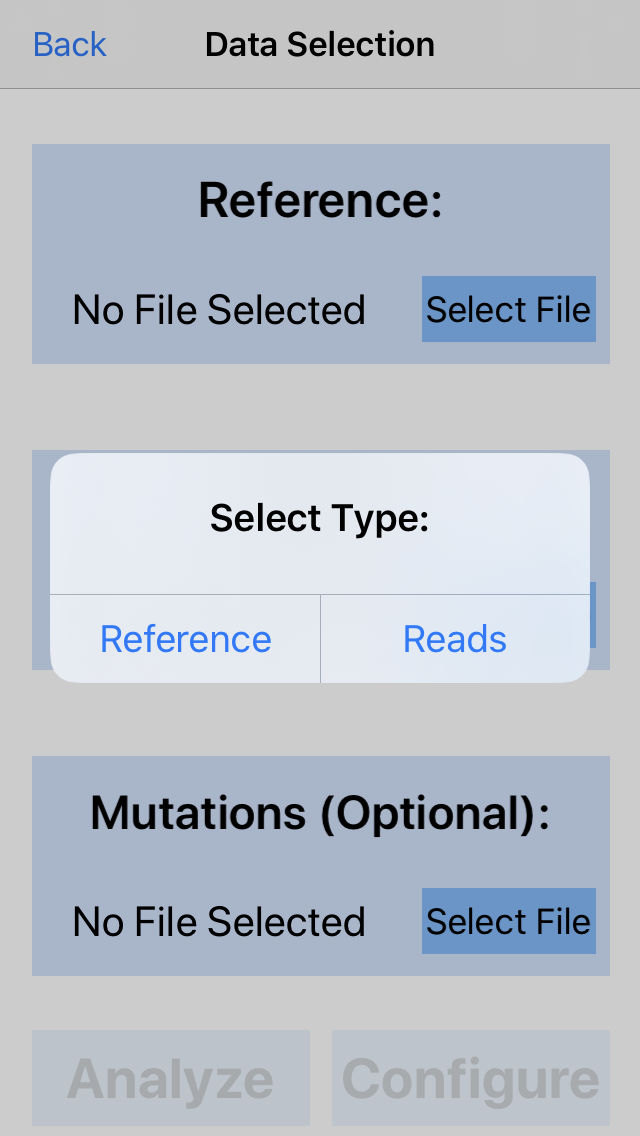 Back Data Selection
Reference:
No File Selected Select File
Select Type:
Reference Reads
Mutations (Optional):
No File Selected Select File
Analyze Configure